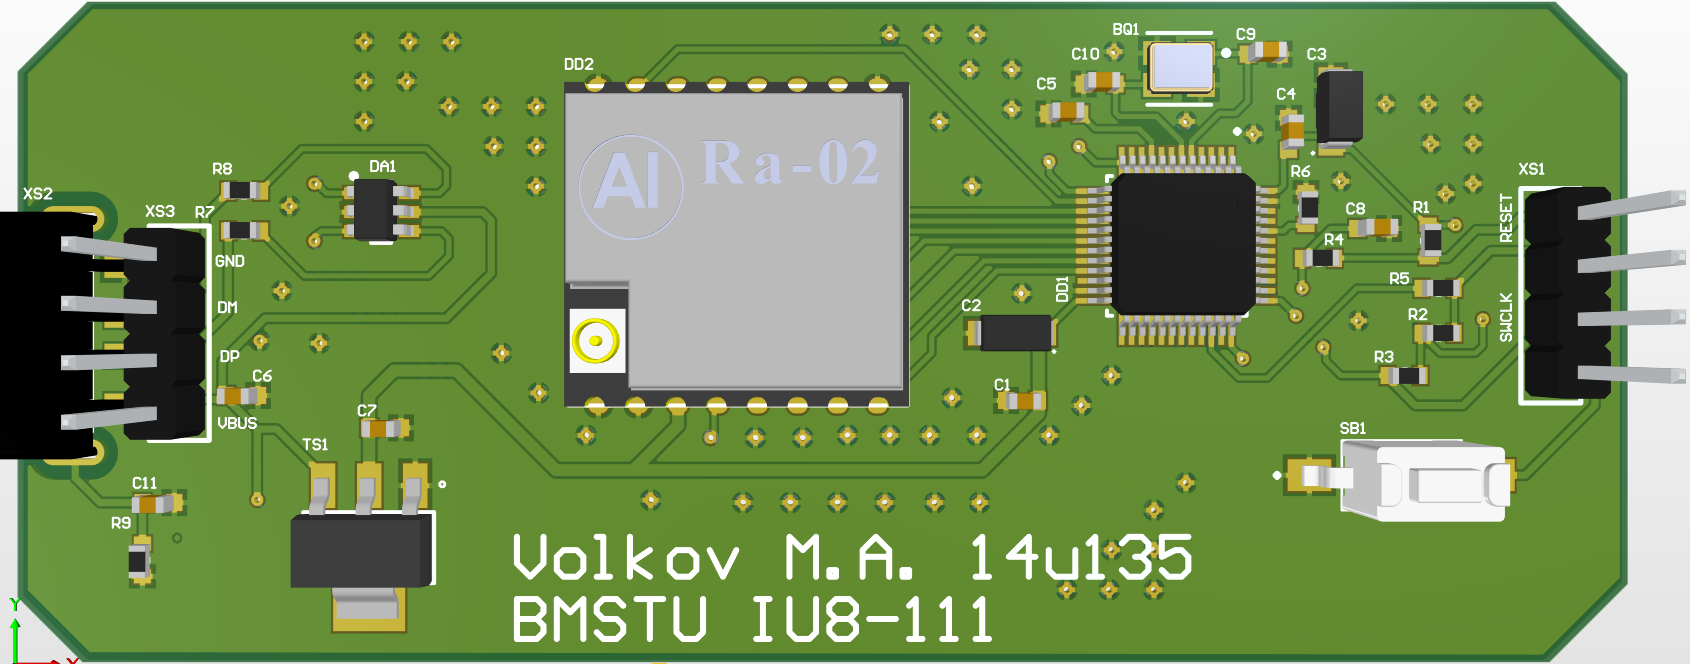 BQ1
C9
C10
C3
DD2
C5
C4
AI
Ra-02
R8
DA1
R6
XS1
XS2
XS3
R7
C8
R1
RESET
R4
GND
DM
DD1
R5
C2
R2
SWCLK
DP
R3
C6
C1
C7
VBUS
TS1
SB1
C11
R9
Volkov M.A. 14u135
BMSTU IU8-111
Y
X